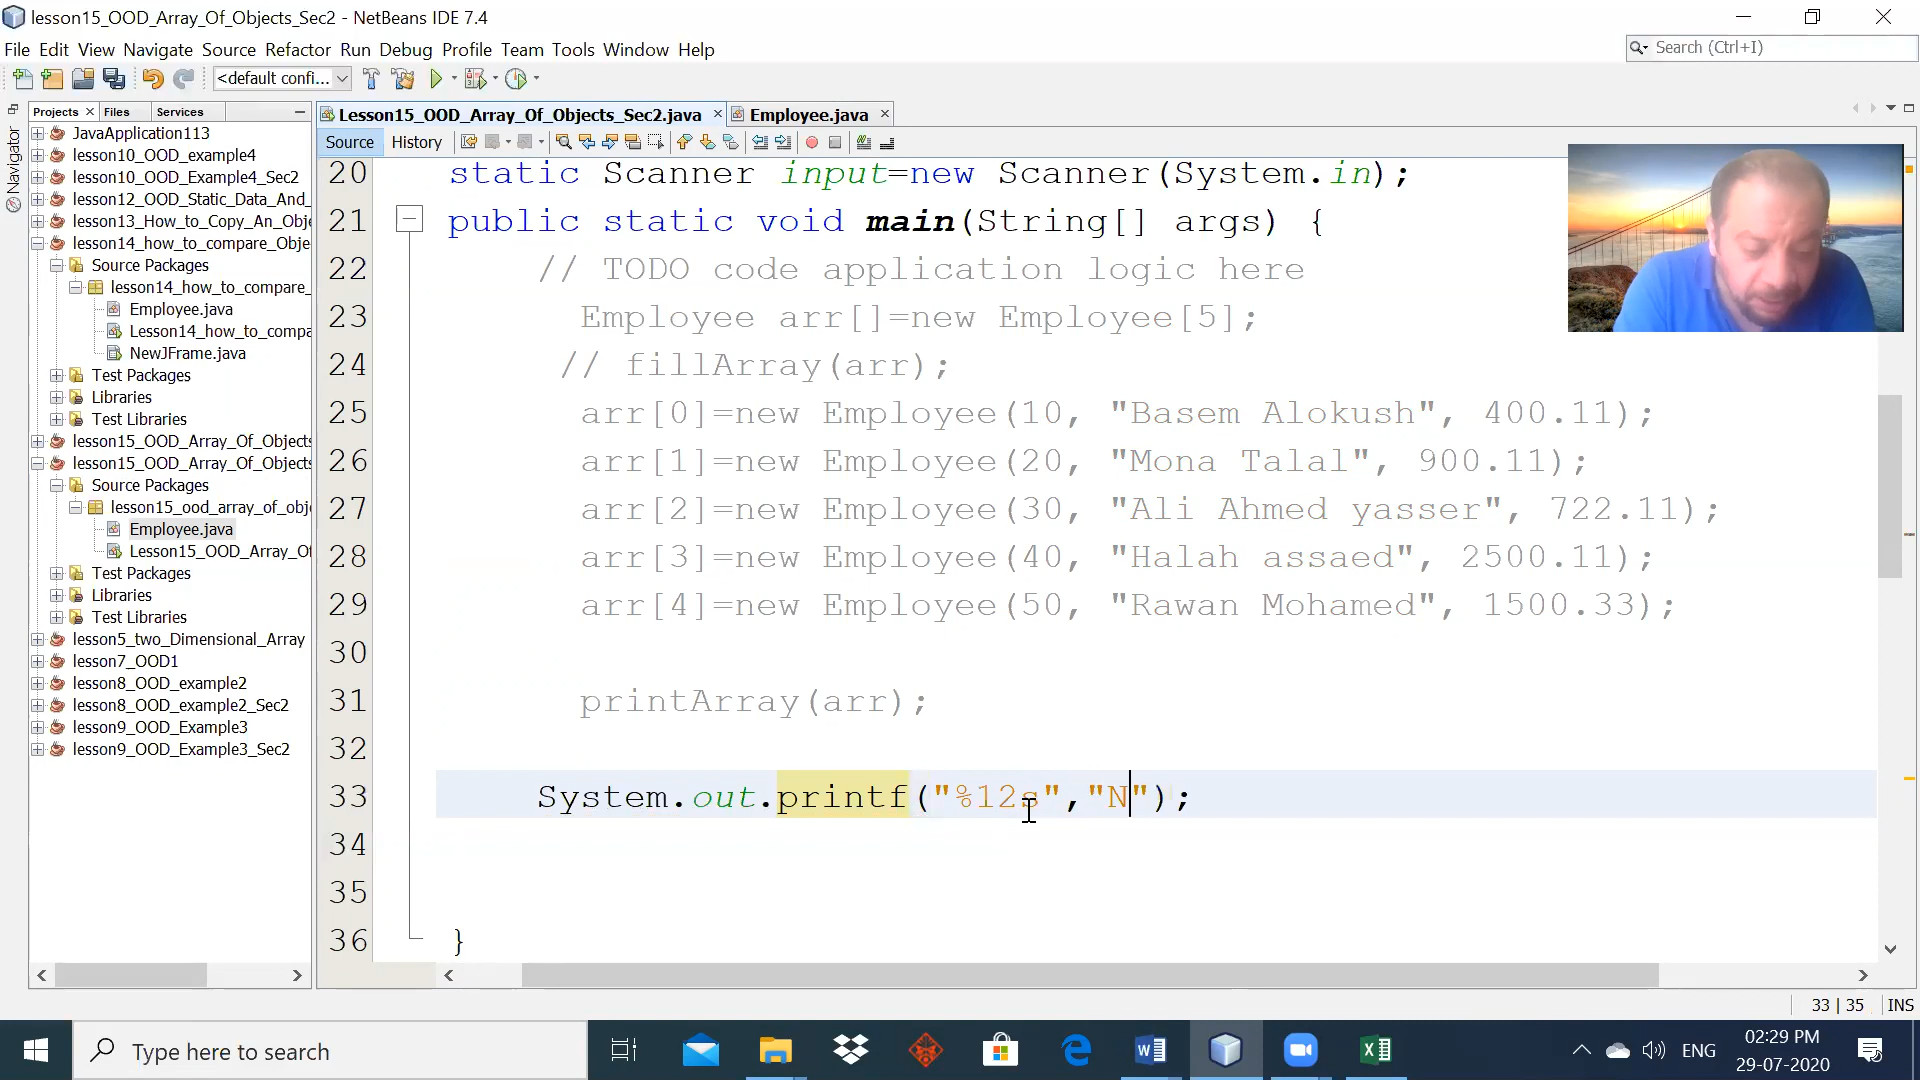 lesson15_OOD_Array_Of_Objects_Sec2 - NetBeans IDE 7.4
File Edit View Navigate Source Refactor Run Debug Profile Team Tools Window Help
Search (Ctrl+I)
<default confi...
Projects Files Services
Navigator
JavaApplication113
lesson10_OOD_example4
lesson10_OOD_Example4_Sec2
lesson12_OOD_Static_Data_And_
lesson13_How_to_Copy_An_Obje
lesson14_how_to_compare_Obje
Source Packages
lesson14_how_to_compare_
Employee.java
Lesson14_how_to_compa
NewJFrame.java
Test Packages
Libraries
Test Libraries
lesson15_OOD_Array_Of_Objects
lesson15_OOD_Array_Of_Objects
Source Packages
lesson15_ood_array_of_obj
Employee.java
Lesson15_OOD_Array_Of
Test Packages
Libraries
Test Libraries
lesson5_two_Dimensional_Array
lesson7_OOD1
lesson8_OOD_example2
lesson8_OOD_example2_Sec2
lesson9_OOD_Example3
lesson9_OOD_Example3_Sec2
Lesson15_OOD_Array_Of_Objects_Sec2.java Employee.java
Source History
20 static Scanner input=new Scanner(System.in);
21 public static void main(String[] args) {
22 // TODO code application logic here
23 Employee arr[]=new Employee[5];
24 // fillArray(arr);
25 arr[0]=new Employee(10, "Basem Alokush", 400.11);
26 arr[1]=new Employee(20, "Mona Talal", 900.11);
27 arr[2]=new Employee(30, "Ali Ahmed yasser", 722.11);
28 arr[3]=new Employee(40, "Halah assaed", 2500.11);
29 arr[4]=new Employee(50, "Rawan Mohamed", 1500.33);
30
31 printArray(arr);
32
33 System.out.printf("%12s","N");
34
35
36 }
33 | 35 INS
Type here to search
ENG
02:29 PM
29-07-2020